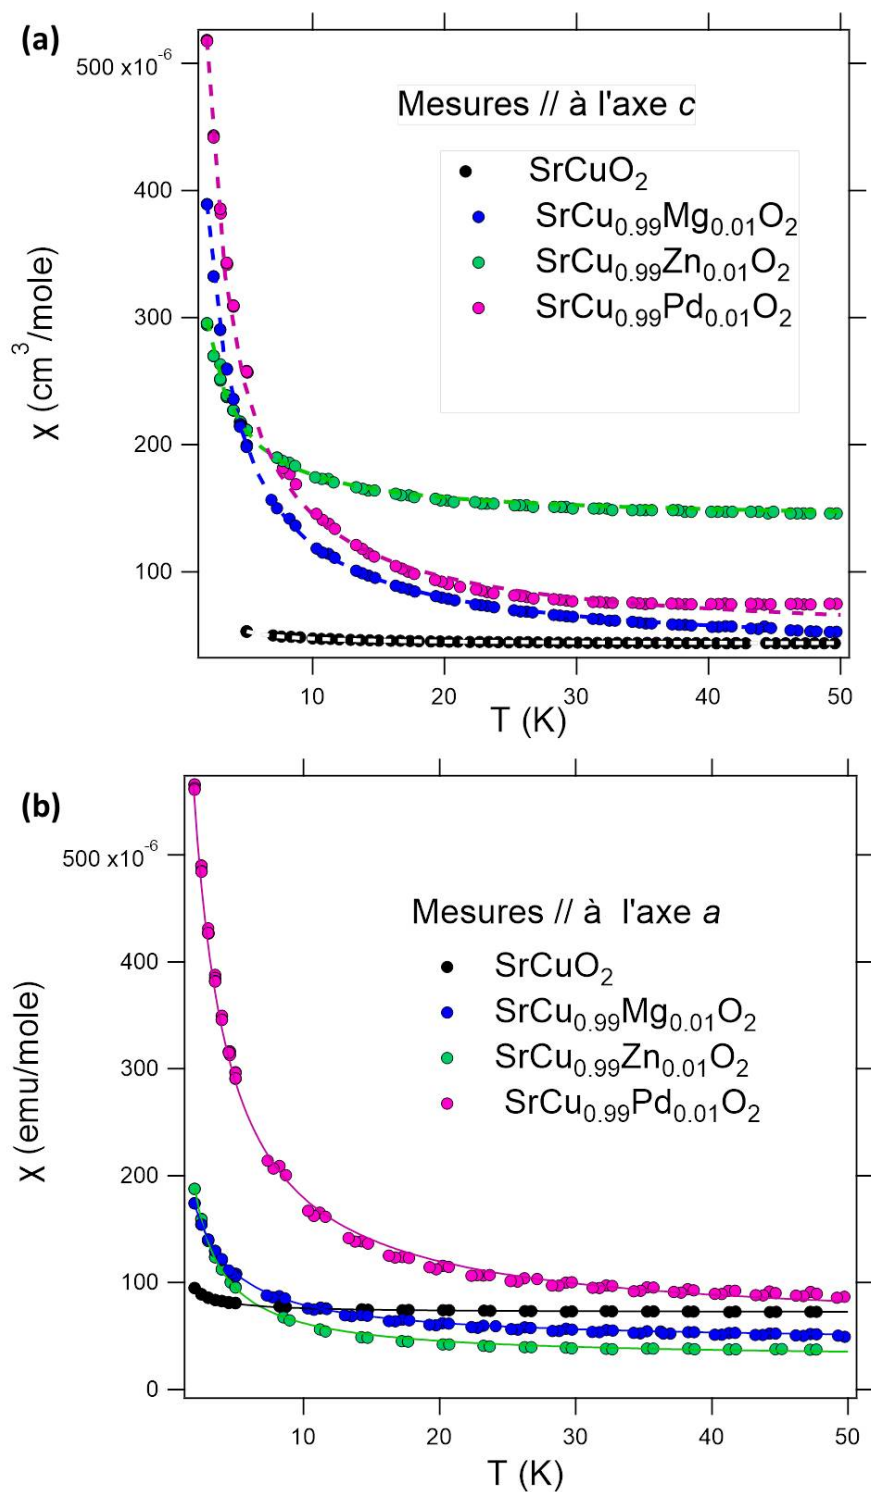 (a)
500 x10⁻⁶
400
300
200
100
χ (cm³/mole)
Mesures // à l'axe c
SrCuO₂
SrCu₀.₉₉Mg₀.₀₁O₂
SrCu₀.₉₉Zn₀.₀₁O₂
SrCu₀.₉₉Pd₀.₀₁O₂
10 20 30 40 50
T (K)
(b)
500 x10⁻⁶
400
300
200
100
0
χ (emu/mole)
Mesures // à l'axe a
SrCuO₂
SrCu₀.₉₉Mg₀.₀₁O₂
SrCu₀.₉₉Zn₀.₀₁O₂
SrCu₀.₉₉Pd₀.₀₁O₂
10 20 30 40 50
T (K)